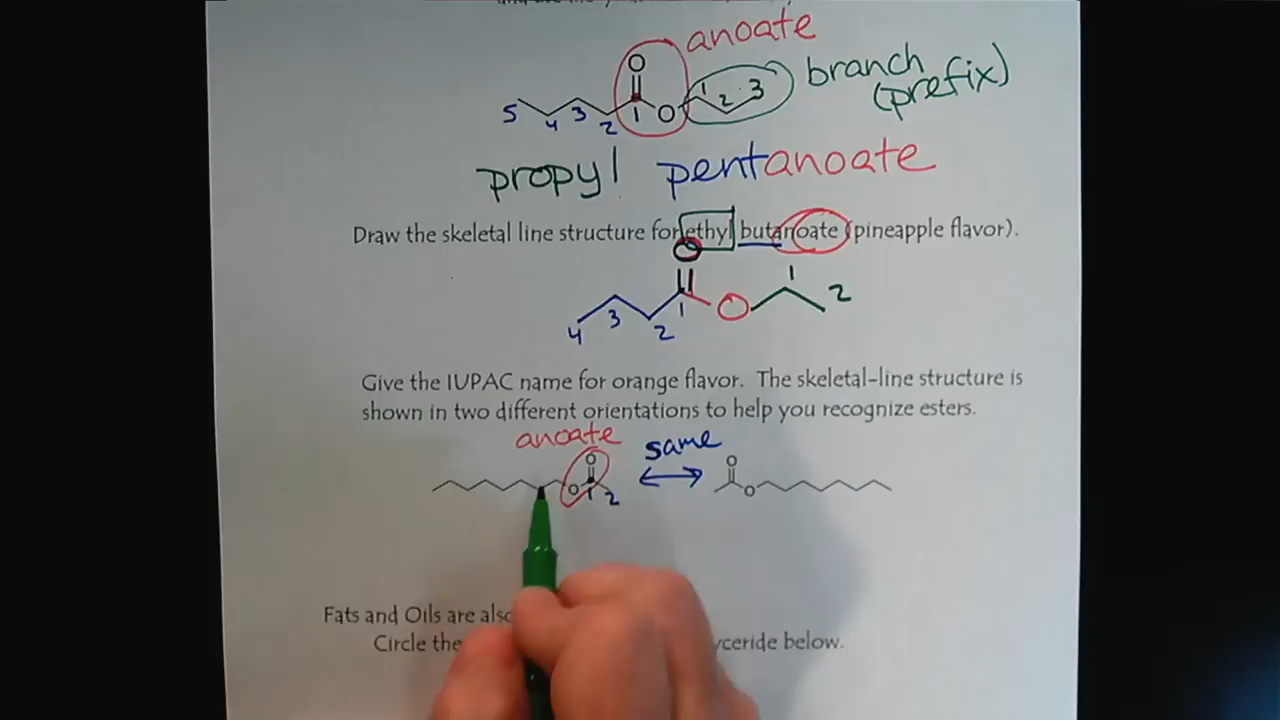 anoate
O
1
2
3
branch
(prefix)
5
4
3
2
1
O
propyl pentanoate
Draw the skeletal line structure for ethyl butanoate (pineapple flavor).
O
1
2
O
4
3
2
1
Give the IUPAC name for orange flavor. The skeletal-line structure is
shown in two different orientations to help you recognize esters.
anoate
same
O
O
1
2
O
O
Fats and Oils are
Circle the
below.